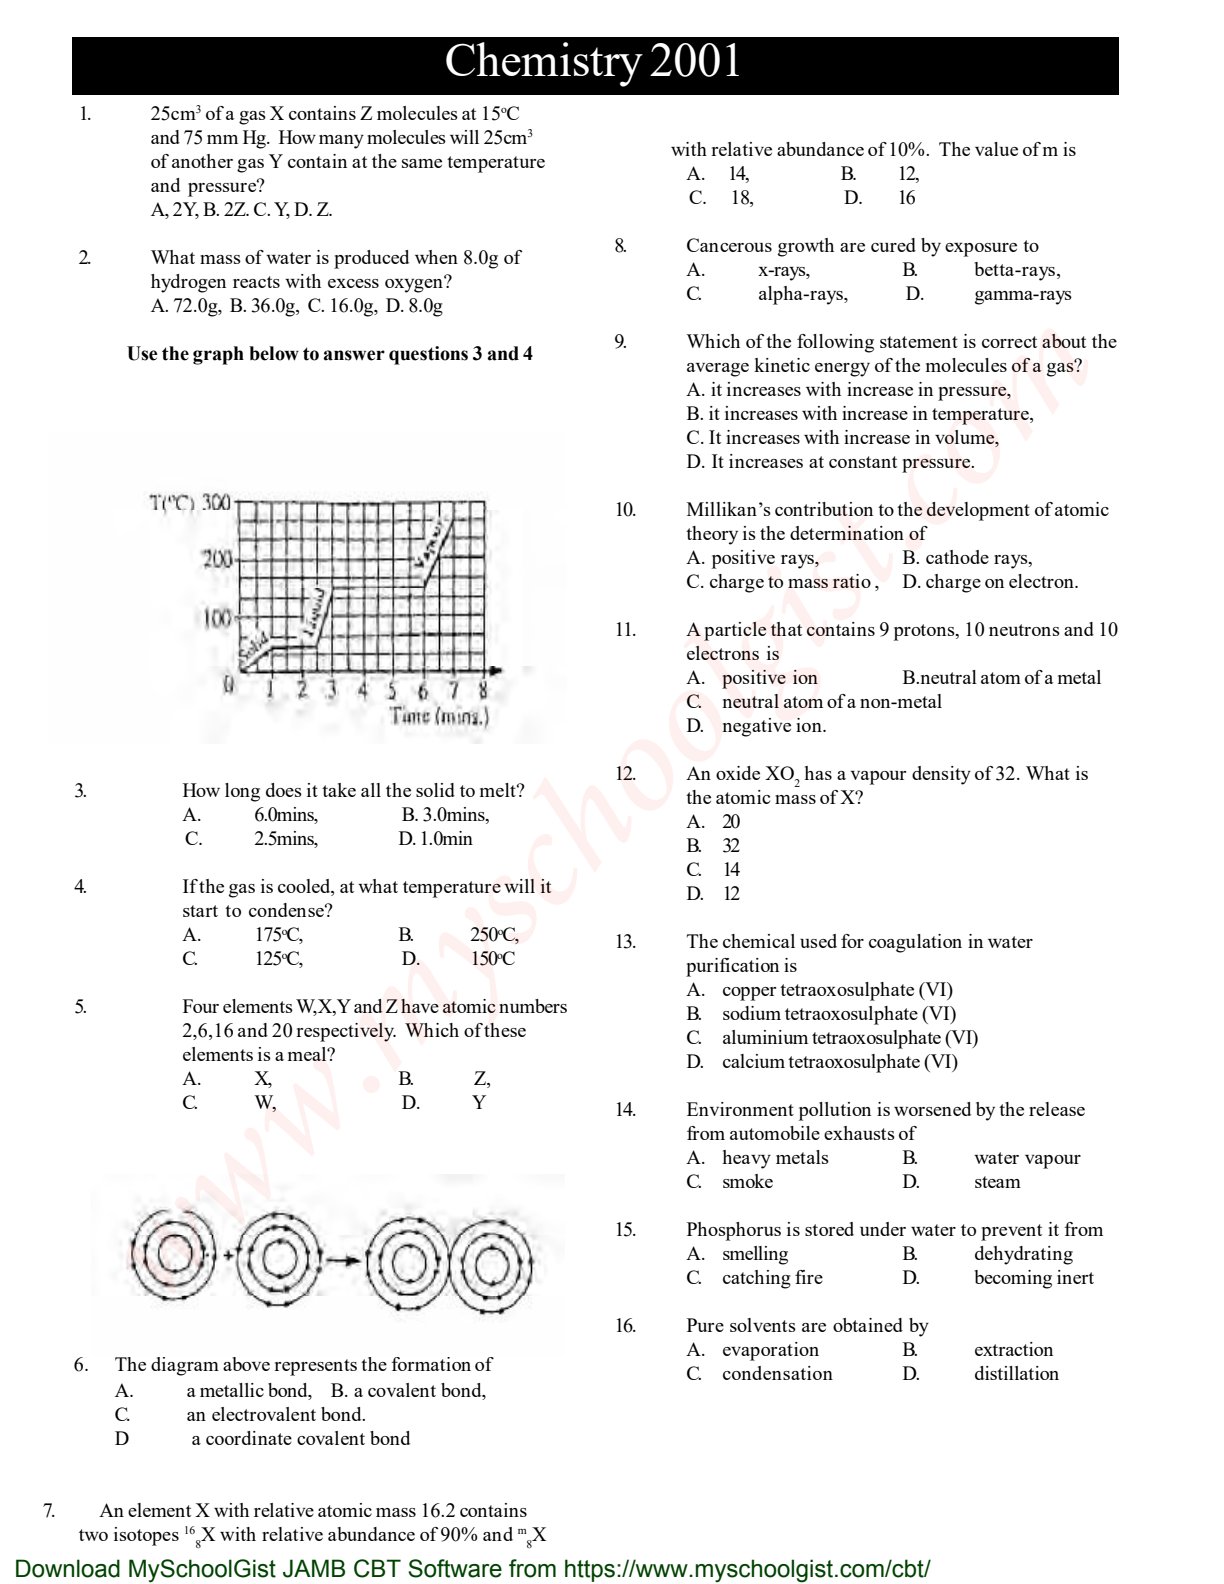 Chemistry 2001
1. 25cm³ of a gas X contains Z molecules at 15ºC
and 75 mm Hg. How many molecules will 25cm³
of another gas Y contain at the same temperature
and pressure?
A, 2Y, B. 2Z. C. Y, D. Z.
2. What mass of water is produced when 8.0g of
hydrogen reacts with excess oxygen?
A. 72.0g, B. 36.0g, C. 16.0g, D. 8.0g
Use the graph below to answer questions 3 and 4
T(ºC) 300
200
100
0 1 2 3 4 5 6 7 8
Time (mins.)
Solid
Liquid
Vapour
3. How long does it take all the solid to melt?
A. 6.0mins, B. 3.0mins,
C. 2.5mins, D. 1.0min
4. If the gas is cooled, at what temperature will it
start to condense?
A. 175ºC, B. 250ºC,
C. 125ºC, D. 150ºC
5. Four elements W,X,Y and Z have atomic numbers
2,6,16 and 20 respectively. Which of these
elements is a meal?
A. X, B. Z,
C. W, D. Y
+
6. The diagram above represents the formation of
A. a metallic bond, B. a covalent bond,
C. an electrovalent bond.
D a coordinate covalent bond
7. An element X with relative atomic mass 16.2 contains
two isotopes ¹⁶₈X with relative abundance of 90% and ᵐ₈X
with relative abundance of 10%. The value of m is
A. 14, B. 12,
C. 18, D. 16
8. Cancerous growth are cured by exposure to
A. x-rays, B. betta-rays,
C. alpha-rays, D. gamma-rays
9. Which of the following statement is correct about the
average kinetic energy of the molecules of a gas?
A. it increases with increase in pressure,
B. it increases with increase in temperature,
C. It increases with increase in volume,
D. It increases at constant pressure.
10. Millikan's contribution to the development of atomic
theory is the determination of
A. positive rays, B. cathode rays,
C. charge to mass ratio , D. charge on electron.
11. A particle that contains 9 protons, 10 neutrons and 10
electrons is
A. positive ion B.neutral atom of a metal
C. neutral atom of a non-metal
D. negative ion.
12. An oxide XO₂ has a vapour density of 32. What is
the atomic mass of X?
A. 20
B. 32
C. 14
D. 12
13. The chemical used for coagulation in water
purification is
A. copper tetraoxosulphate (VI)
B. sodium tetraoxosulphate (VI)
C. aluminium tetraoxosulphate (VI)
D. calcium tetraoxosulphate (VI)
14. Environment pollution is worsened by the release
from automobile exhausts of
A. heavy metals B. water vapour
C. smoke D. steam
15. Phosphorus is stored under water to prevent it from
A. smelling B. dehydrating
C. catching fire D. becoming inert
16. Pure solvents are obtained by
A. evaporation B. extraction
C. condensation D. distillation
www.myschoolgist.com
Download MySchoolGist JAMB CBT Software from https://www.myschoolgist.com/cbt/